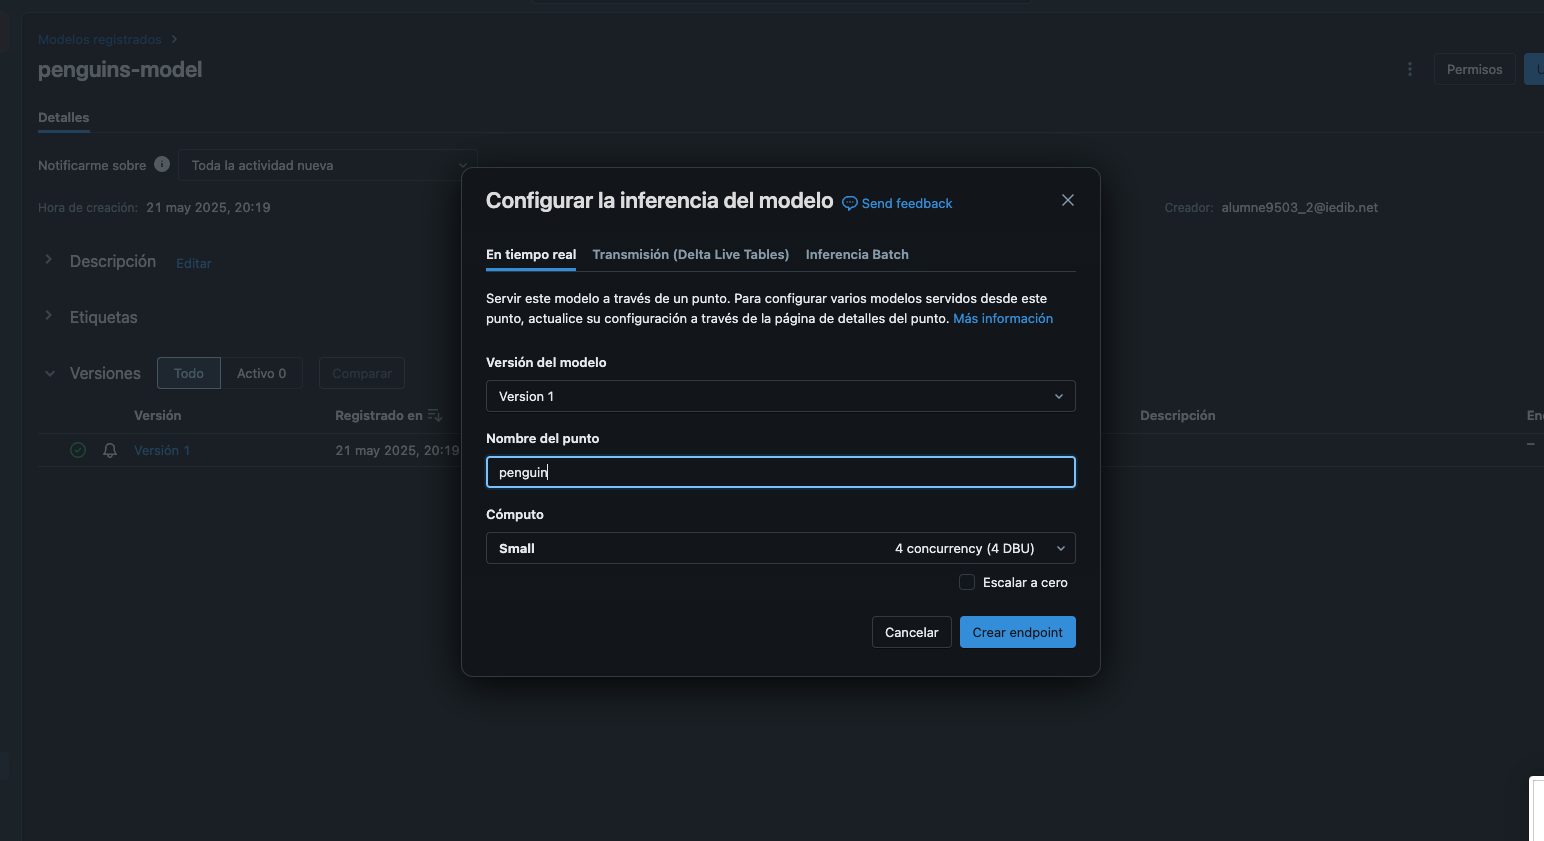 Modelos registrados
penguins-model
Permisos
Detalles
Notificarme sobre
Toda la actividad nueva
Hora de creación: 21 may 2025, 20:19
Creador: alumne9503_2@iedib.net
Descripción
Editar
Etiquetas
Versiones
Todo
Activo 0
Comparar
Versión
Registrado en
Descripción
Versión 1
21 may 2025, 20:19
Configurar la inferencia del modelo
Send feedback
En tiempo real
Transmisión (Delta Live Tables)
Inferencia Batch
Servir este modelo a través de un punto. Para configurar varios modelos servidos desde este
punto, actualice su configuración a través de la página de detalles del punto. Más información
Versión del modelo
Version 1
Nombre del punto
penguin
Cómputo
Small
4 concurrency (4 DBU)
Escalar a cero
Cancelar
Crear endpoint